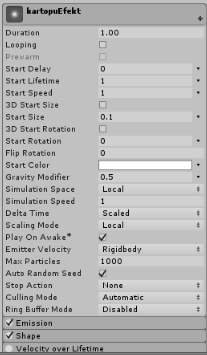 kartopuEfekt
Duration 1.00
Looping
Prewarm
Start Delay 0
Start Lifetime 1
Start Speed 1
3D Start Size
Start Size 0.1
3D Start Rotation
Start Rotation 0
Flip Rotation 0
Start Color
Gravity Modifier 0.5
Simulation Space Local
Simulation Speed 1
Delta Time Scaled
Scaling Mode Local
Play On Awake*
Emitter Velocity Rigidbody
Max Particles 1000
Auto Random Seed
Stop Action None
Culling Mode Automatic
Ring Buffer Mode Disabled
Emission
Shape
Velocity over Lifetime